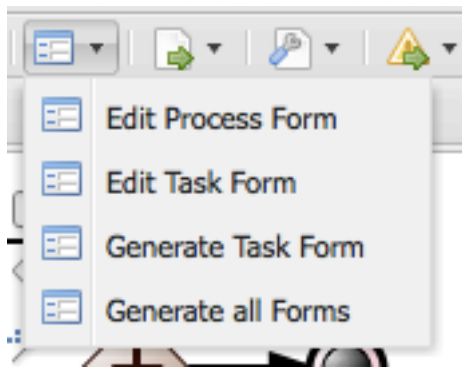 Edit Process Form
Edit Task Form
Generate Task Form
Generate all Forms